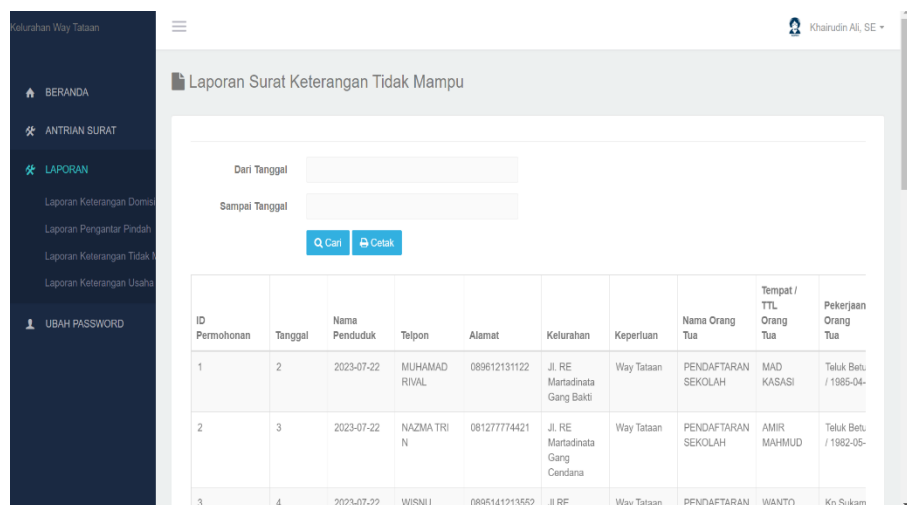 Kelurahan Way Tataan
Khairudin Ali, SE
BERANDA
ANTRIAN SURAT
LAPORAN
Laporan Keterangan Domisi
Laporan Pengantar Pindah
Laporan Keterangan Tidak M
Laporan Keterangan Usaha
UBAH PASSWORD
Laporan Surat Keterangan Tidak Mampu
Dari Tanggal
Sampai Tanggal
Cari Cetak
ID Permohonan Tanggal Nama Penduduk Telpon Alamat Kelurahan Keperluan Nama Orang Tua Tempat / TTL Orang Tua Pekerjaan Orang Tua
1 2 2023-07-22 MUHAMAD RIVAL 089612131122 Jl. RE Martadinata Gang Bakti Way Tataan PENDAFTARAN SEKOLAH MAD KASASI Teluk Betu / 1985-04-
2 3 2023-07-22 NAZMA TRI N 081277774421 Jl. RE Martadinata Gang Cendana Way Tataan PENDAFTARAN SEKOLAH AMIR MAHMUD Teluk Betu / 1982-05-
3 4 2023-07-22 WISNU 0895141213552 Jl RE Way Tataan PENDAFTARAN WANTO Kp Sukam